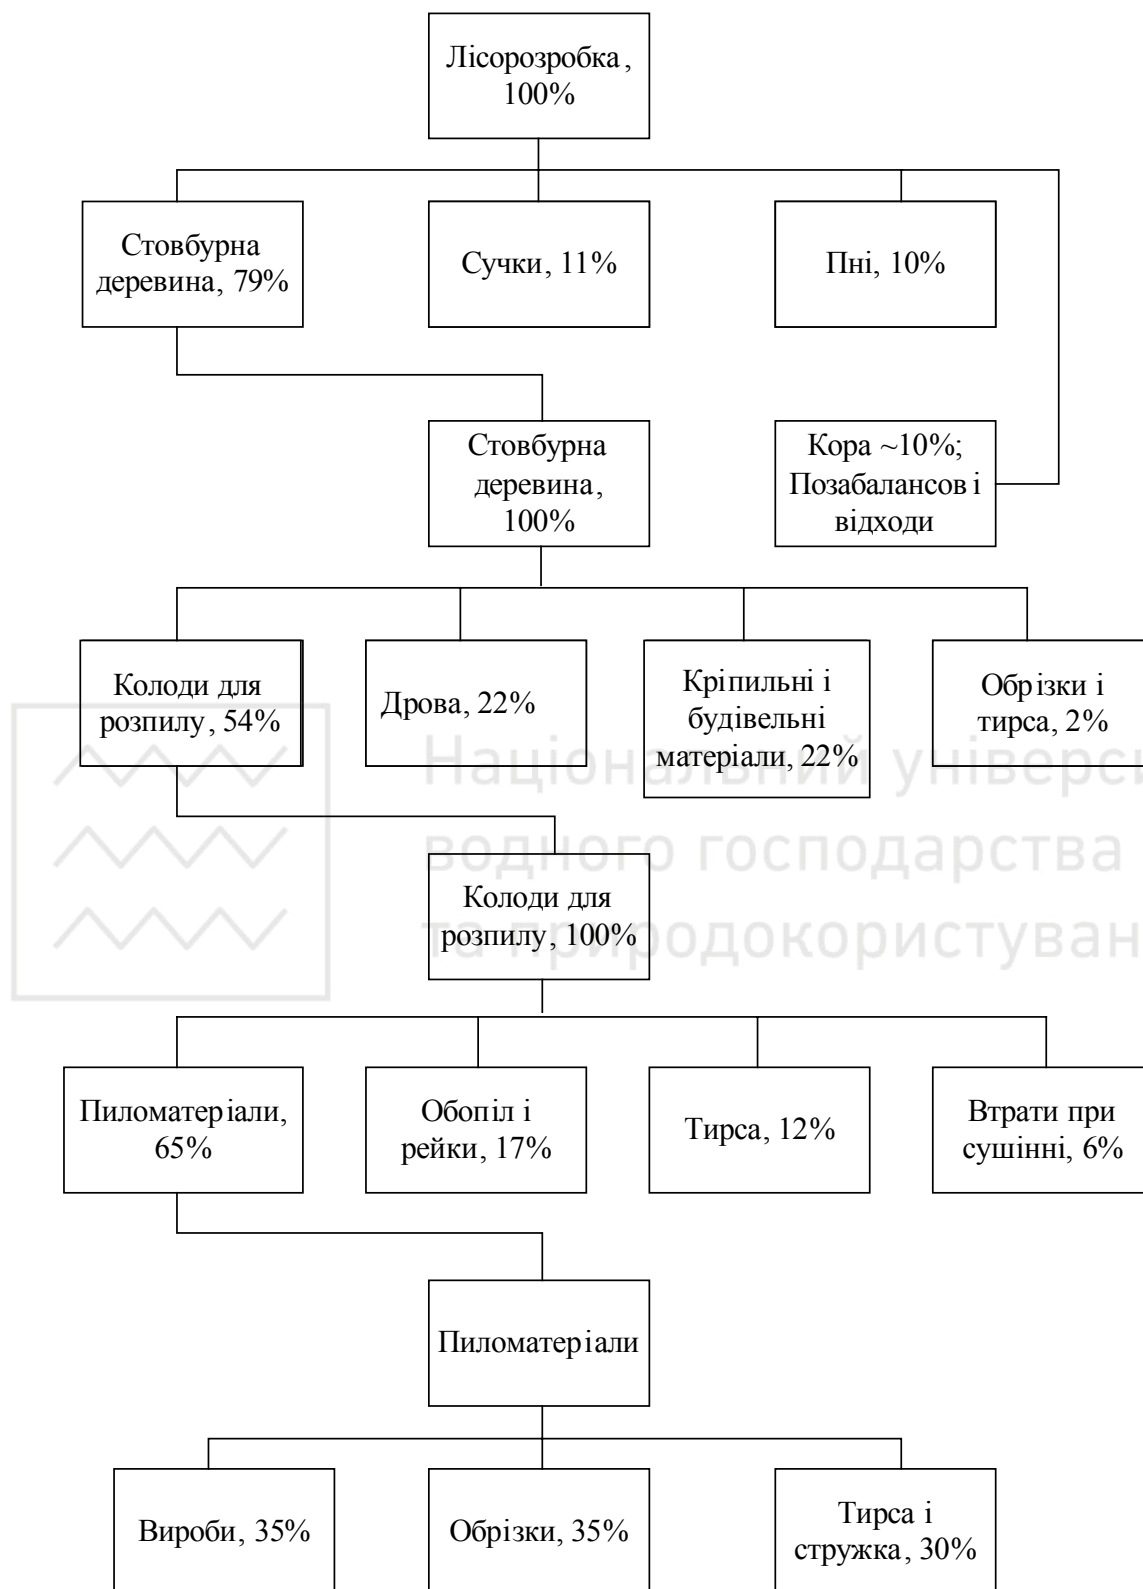 Лісорозробка,
100%
Стовбурна
деревина, 79%
Сучки, 11%
Пні, 10%
Стовбурна
деревина,
100%
Кора ~10%;
Позабалансові
відходи
Колоди для
розпилу, 54%
Дрова, 22%
Кріпильні і
будівельні
матеріали, 22%
Обрізки і
тирса, 2%
Національний універси
водного господарства
та природокористуван
Колоди для
розпилу, 100%
Пиломатеріали,
65%
Обопіл і
рейки, 17%
Тирса, 12%
Втрати при
сушінні, 6%
Пиломатеріали
Вироби, 35%
Обрізки, 35%
Тирса і
стружка, 30%